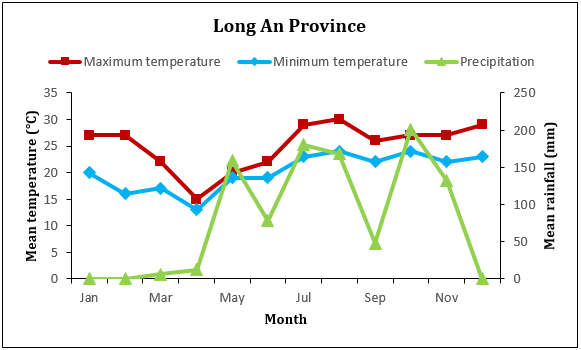 Long An Province
Maximum temperature Minimum temperature Precipitation
35 250
30
25 200
20 150
15
10 100
5 50
0 0
Mean temperature (°C)
Mean rainfall (mm)
Jan Mar May Jul Sep Nov
Month